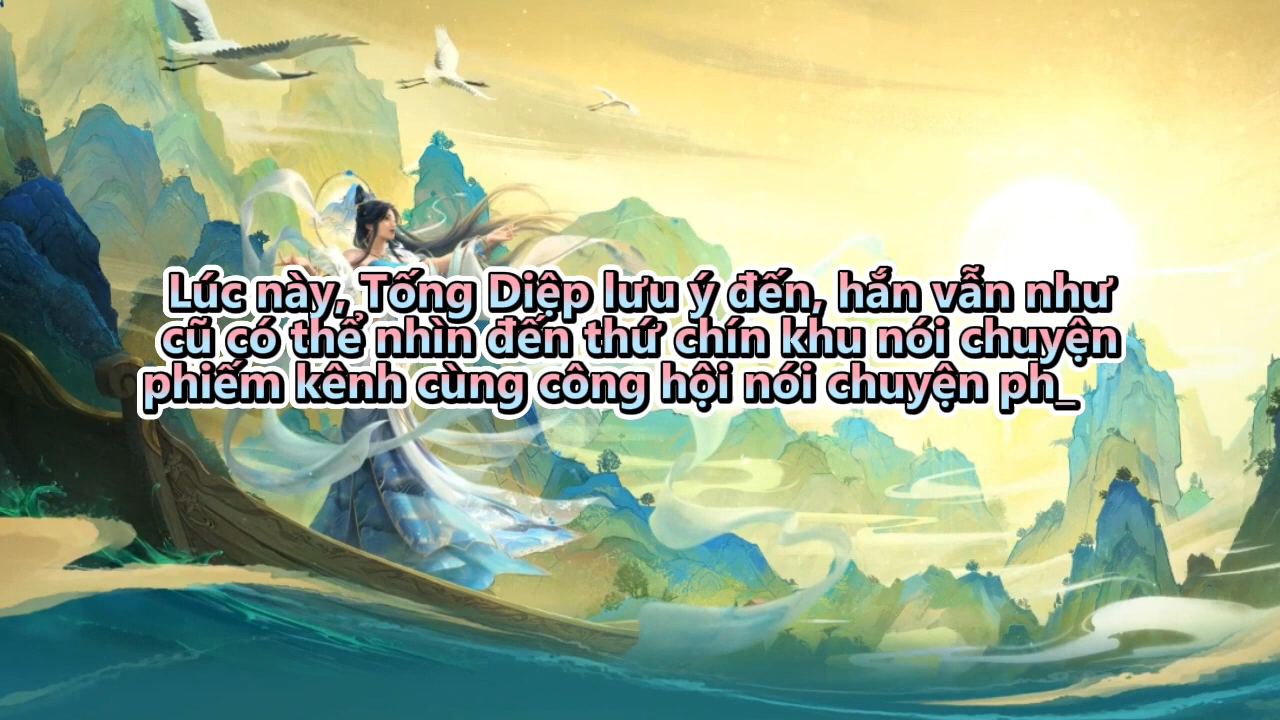 Lúc này, Tống Diệp lưu ý đến, hắn vẫn như
cũ có thể nhìn đến thứ chín khu nói chuyện
phiếm kênh cùng công hội nói chuyện ph_